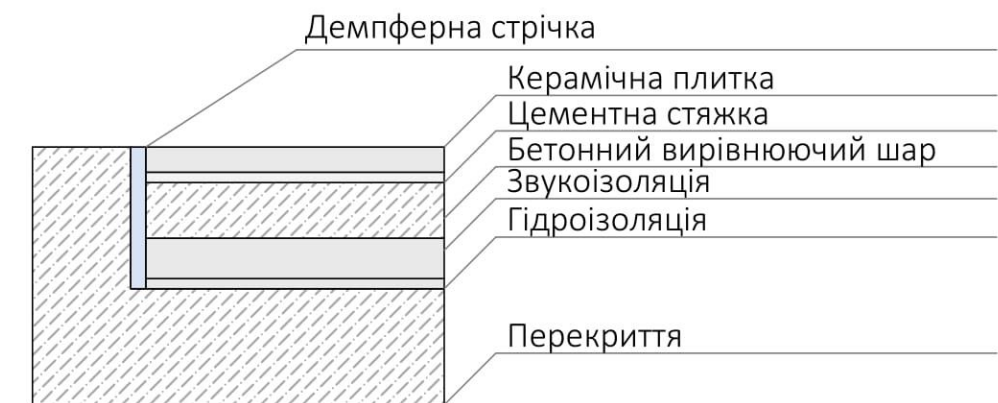 Демпферна стрічка
Керамічна плитка
Цементна стяжка
Бетонний вирівнюючий шар
Звукоізоляція
Гідроізоляція
Перекриття